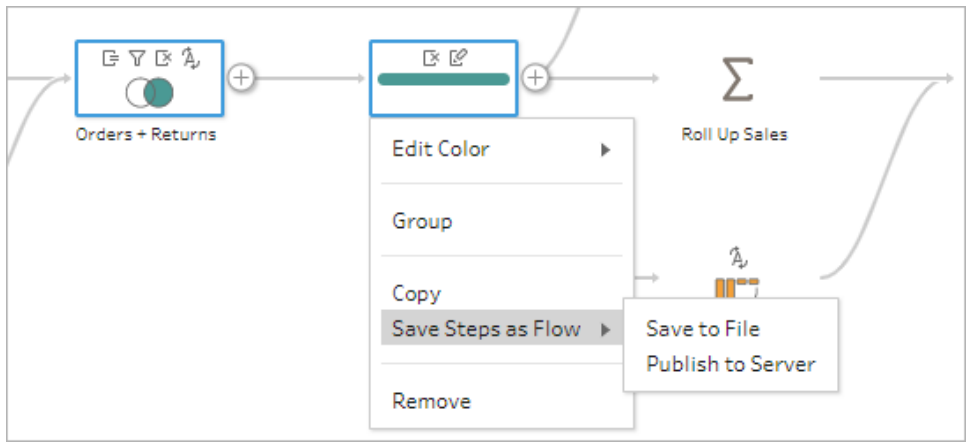 Orders + Returns
Roll Up Sales
Edit Color
Group
Copy
Save Steps as Flow
Save to File
Publish to Server
Remove